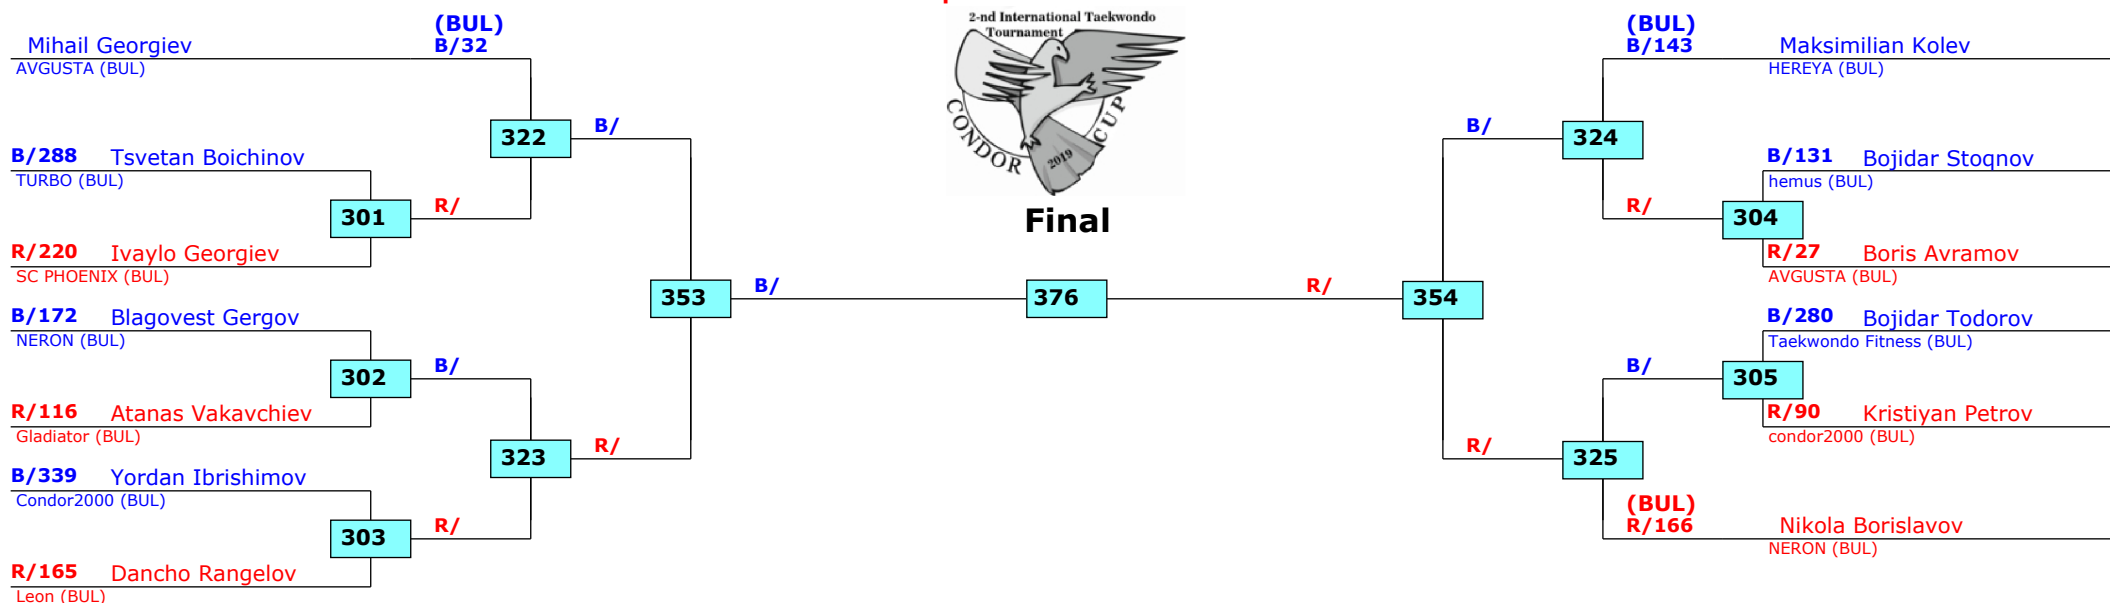 2-nd International Taekwondo
Tournament
CONDOR CUP
2019
Final
(BUL)
Mihail Georgiev B/32
AVGUSTA (BUL)
322
B/
B/288 Tsvetan Boichinov
TURBO (BUL)
301
R/
R/220 Ivaylo Georgiev
SC PHOENIX (BUL)
353
B/
B/172 Blagovest Gergov
NERON (BUL)
302
B/
R/116 Atanas Vakavchiev
Gladiator (BUL)
323
R/
B/339 Yordan Ibrishimov
Condor2000 (BUL)
303
R/
R/165 Dancho Rangelov
Leon (BUL)
376
R/
354
(BUL)
B/143 Maksimilian Kolev
HEREYA (BUL)
B/
324
B/131 Bojidar Stoqnov
hemus (BUL)
R/
304
R/27 Boris Avramov
AVGUSTA (BUL)
B/280 Bojidar Todorov
Taekwondo Fitness (BUL)
B/
305
R/90 Kristiyan Petrov
condor2000 (BUL)
R/
325
(BUL)
R/166 Nikola Borislavov
NERON (BUL)